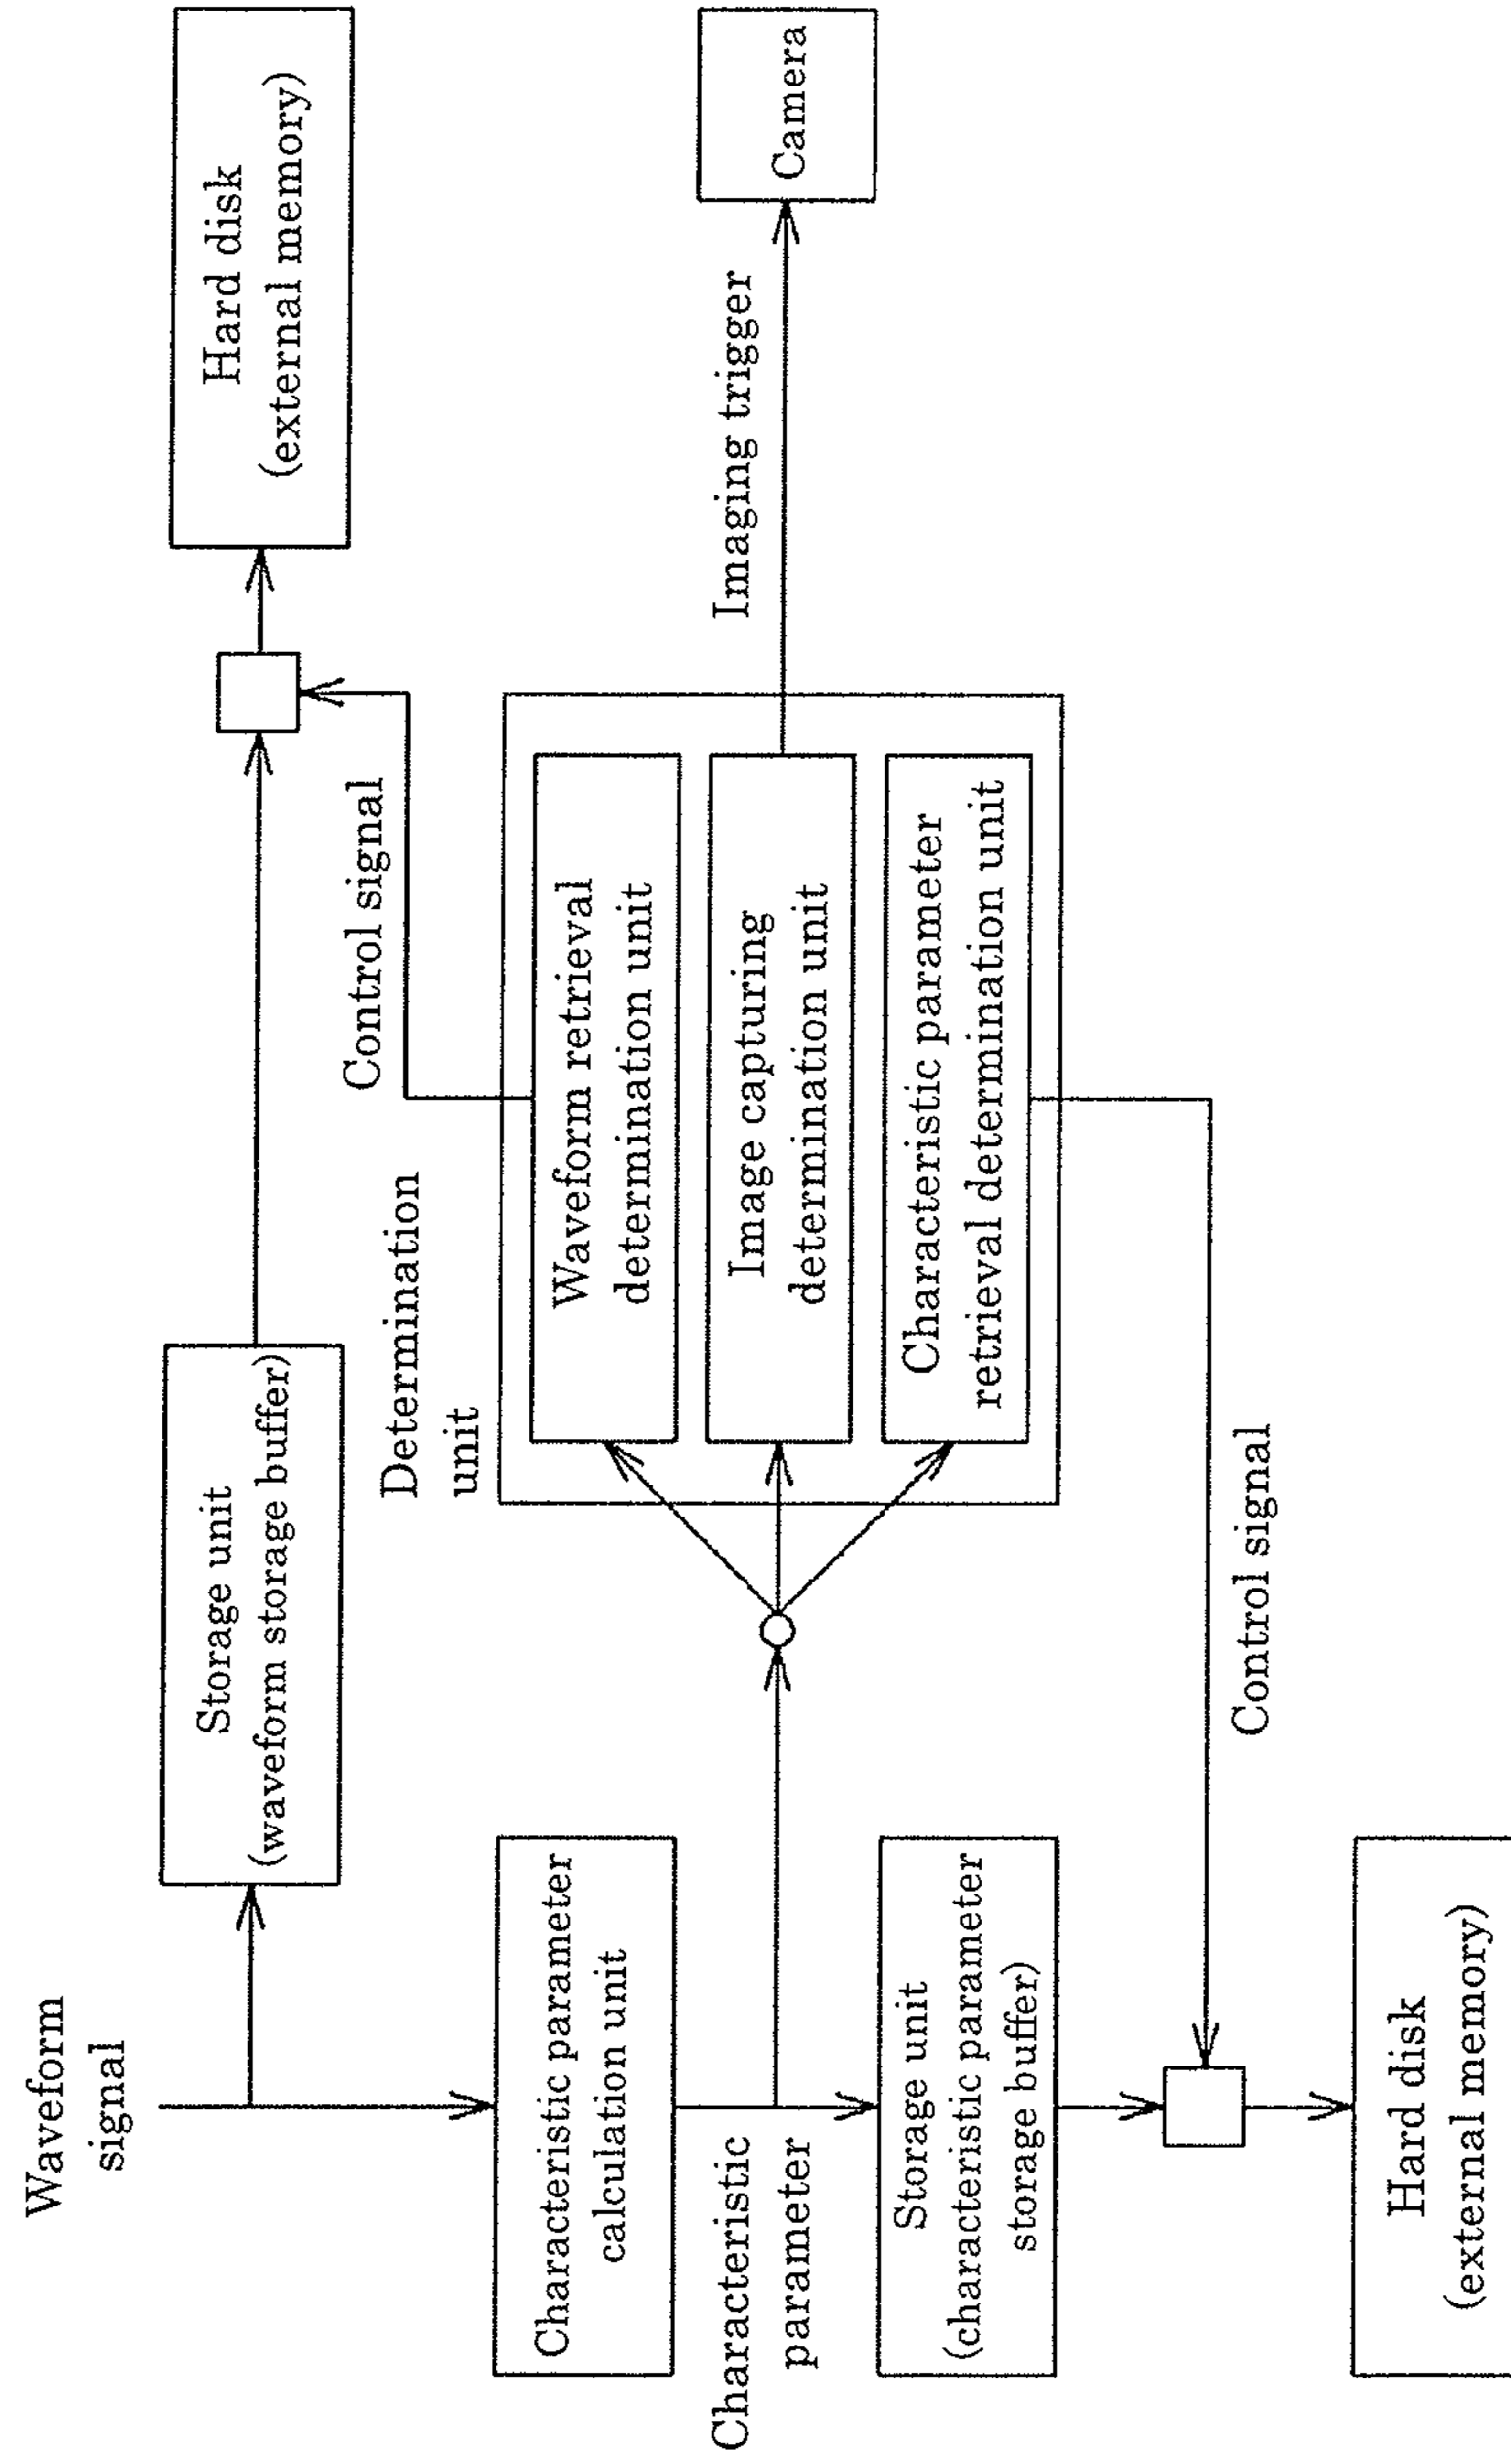 Waveform
signal
Storage unit
(waveform storage buffer)
Hard disk
(external memory)
Control signal
Determination
unit
Characteristic parameter
calculation unit
Waveform retrieval
determination unit
Image capturing
determination unit
Characteristic parameter
retrieval determination unit
Imaging trigger
Camera
Characteristic
parameter
Storage unit
(characteristic parameter
storage buffer)
Control signal
Hard disk
(external memory)